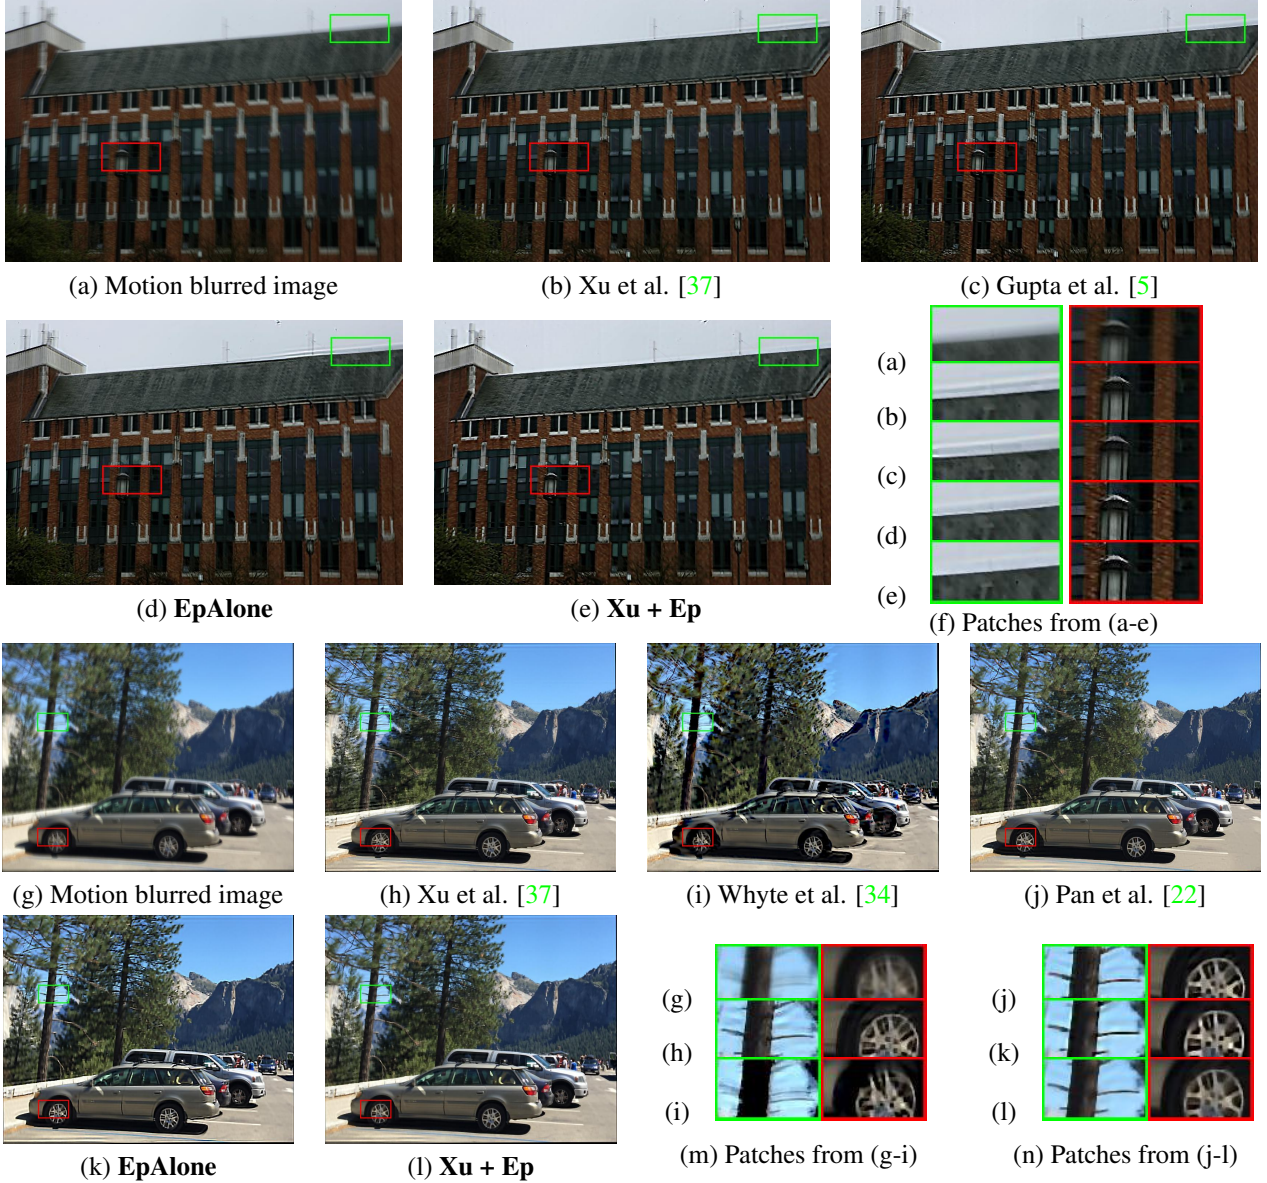 (a) Motion blurred image
(b) Xu et al. [37]
(c) Gupta et al. [5]
(a)
(b)
(c)
(d)
(e)
(d) EpAlone
(e) Xu + Ep
(f) Patches from (a-e)
(g) Motion blurred image
(h) Xu et al. [37]
(i) Whyte et al. [34]
(j) Pan et al. [22]
(g)
(h)
(i)
(j)
(k)
(l)
(k) EpAlone
(l) Xu + Ep
(m) Patches from (g-i)
(n) Patches from (j-l)